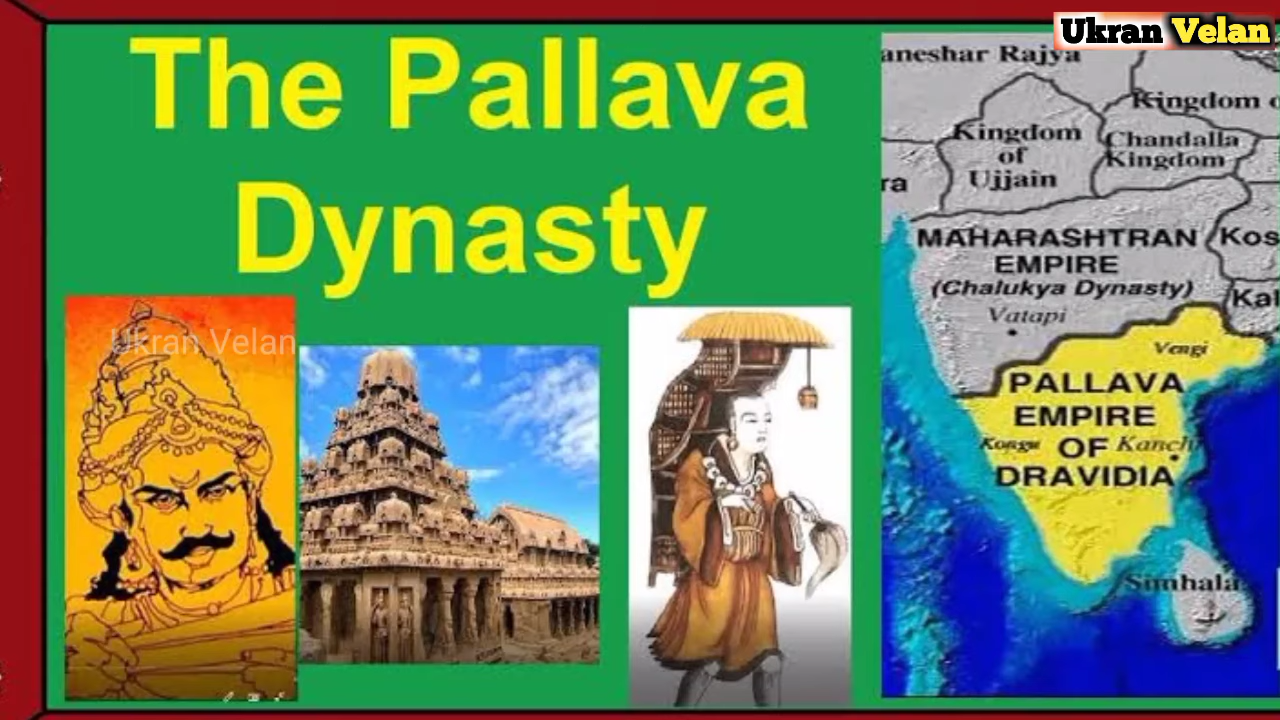 Ukran Velan
The Pallava
Dynasty
Ukran Velan
aneshar Rajya
Kingdom
Kingdom
of
Ujjain
Chandalla
Kingdom
ra
MAHARASHTRAN
EMPIRE
(Chalukya Dynasty)
Vatapi
Kos
Kal
Vengi
PALLAVA
EMPIRE
OF
DRAVIDIA
Kongu
Kanchi
Simhala